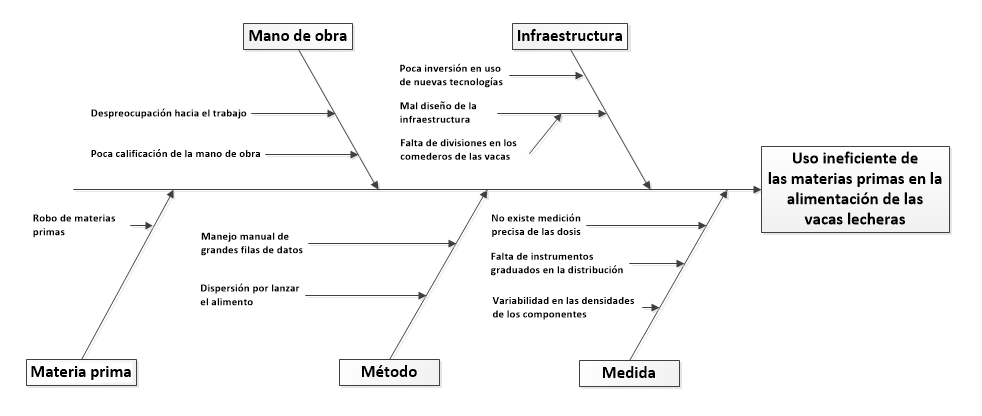 Mano de obra
Infraestructura
Poca inversión en uso
de nuevas tecnologías
Despreocupación hacia el trabajo
Mal diseño de la
infraestructura
Poca calificación de la mano de obra
Falta de divisiones en los
comederos de las vacas
Uso ineficiente de
las materias primas en la
alimentación de las
vacas lecheras
Robo de materias
primas
Manejo manual de
grandes filas de datos
Dispersión por lanzar
el alimento
No existe medición
precisa de las dosis
Falta de instrumentos
graduados en la distribución
Variabilidad en las densidades
de los componentes
Materia prima
Método
Medida